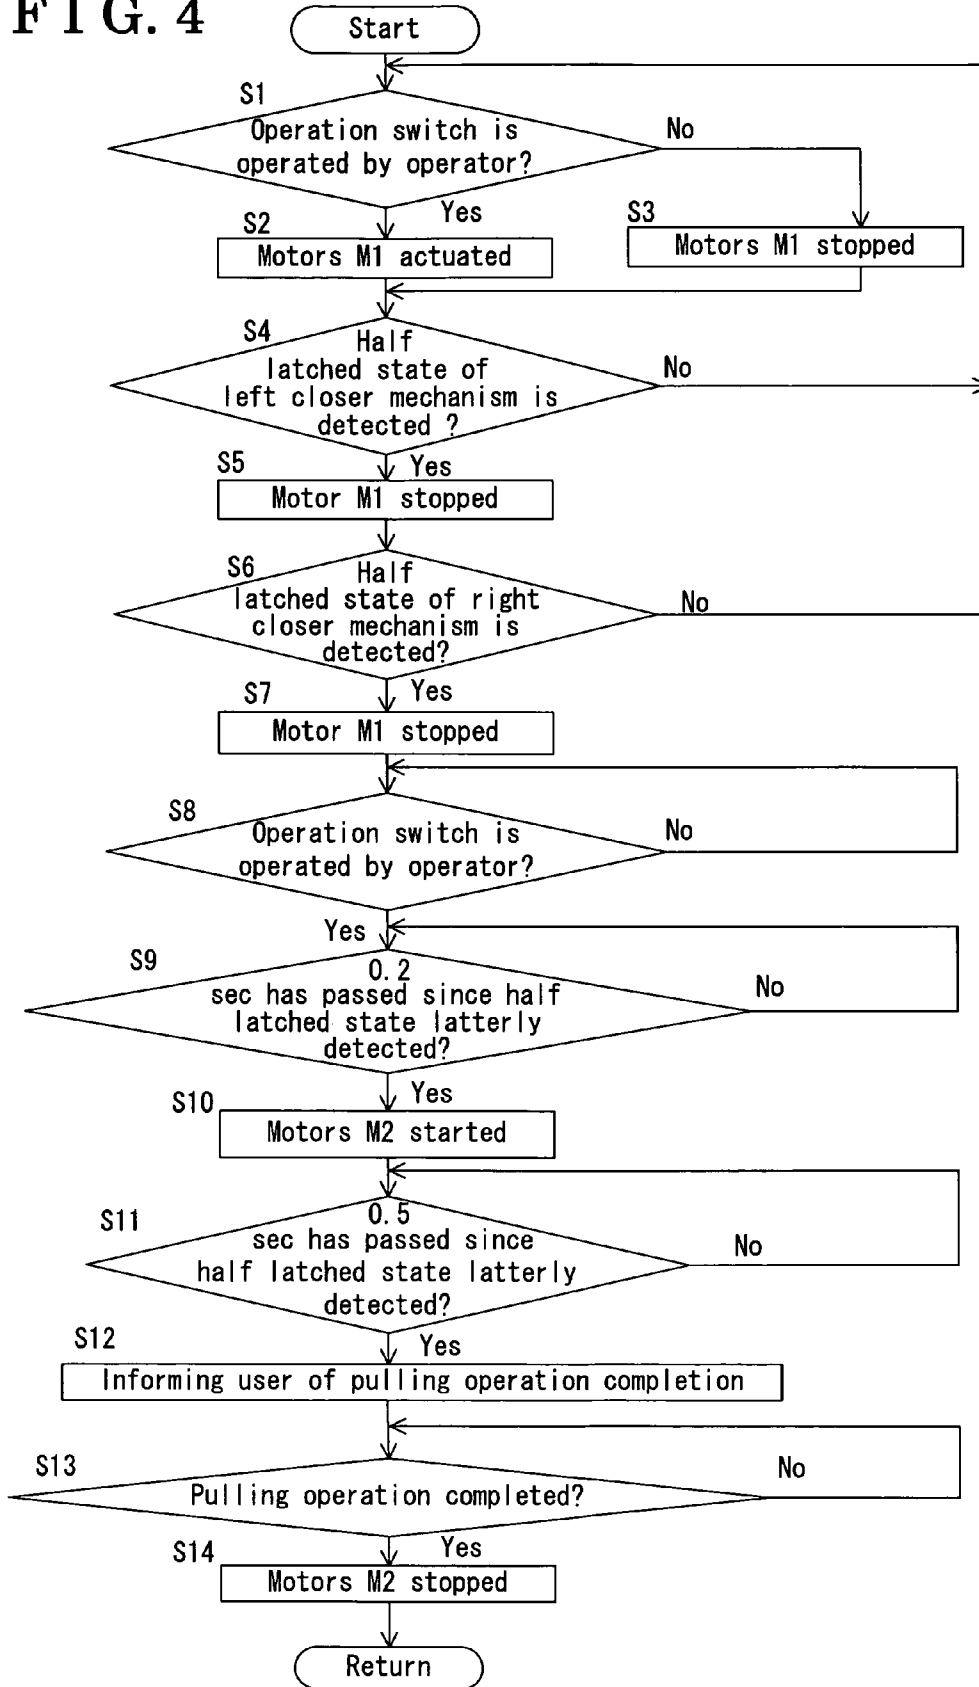 FIG. 4
Start
S1
Operation switch is
operated by operator?
No
Yes
S2
Motors M1 actuated
S3
Motors M1 stopped
S4
Half
latched state of
left closer mechanism is
detected ?
No
Yes
S5
Motor M1 stopped
S6
Half
latched state of right
closer mechanism is
detected?
No
Yes
S7
Motor M1 stopped
S8
Operation switch is
operated by operator?
No
Yes
S9
0.2
sec has passed since half
latched state latterly
detected?
No
Yes
S10
Motors M2 started
S11
0.5
sec has passed since
half latched state latterly
detected?
No
Yes
S12
Informing user of pulling operation completion
S13
Pulling operation completed?
No
Yes
S14
Motors M2 stopped
Return